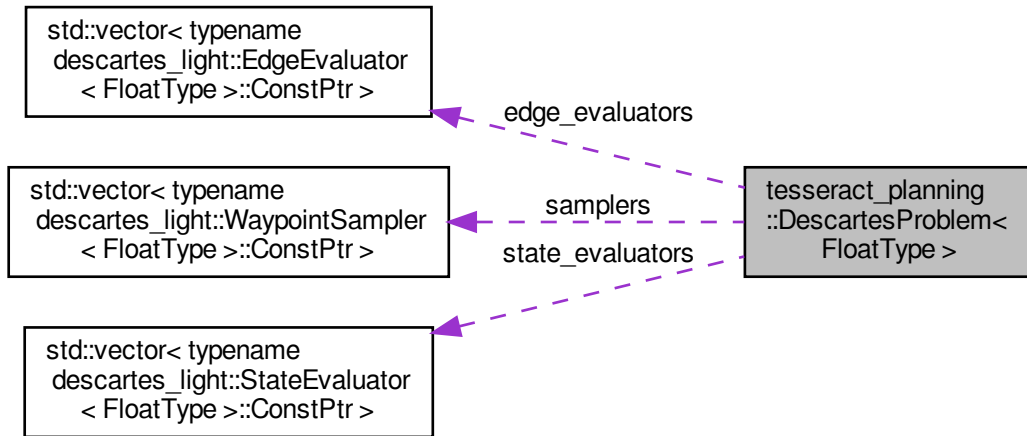 std::vector< typename
descartes_light::EdgeEvaluator
< FloatType >::ConstPtr >
edge_evaluators
std::vector< typename
descartes_light::WaypointSampler
< FloatType >::ConstPtr >
samplers
tesseract_planning
::DescartesProblem<
FloatType >
state_evaluators
std::vector< typename
descartes_light::StateEvaluator
< FloatType >::ConstPtr >